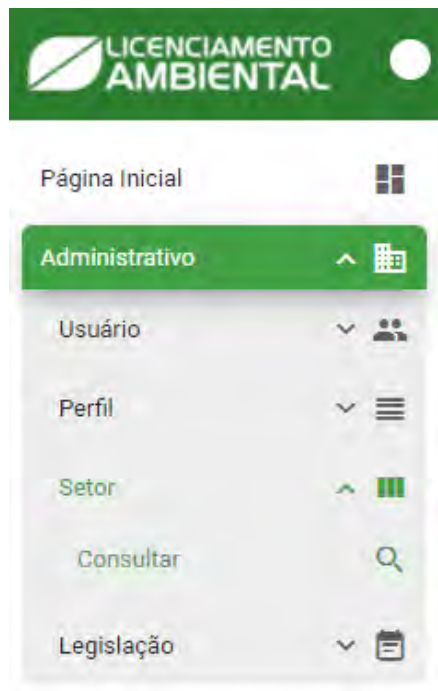 LICENCIAMENTO
AMBIENTAL
Página Inicial
Administrativo
Usuário
Perfil
Setor
Consultar
Legislação